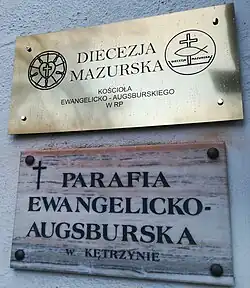 DIECEZJA
MAZURSKA
KOŚCIOŁA
EWANGELICKO - AUGSBURSKIEGO
W RP
PARAFIA
EWANGELICKO-
AUGSBURSKA
W KĘTRZYNIE